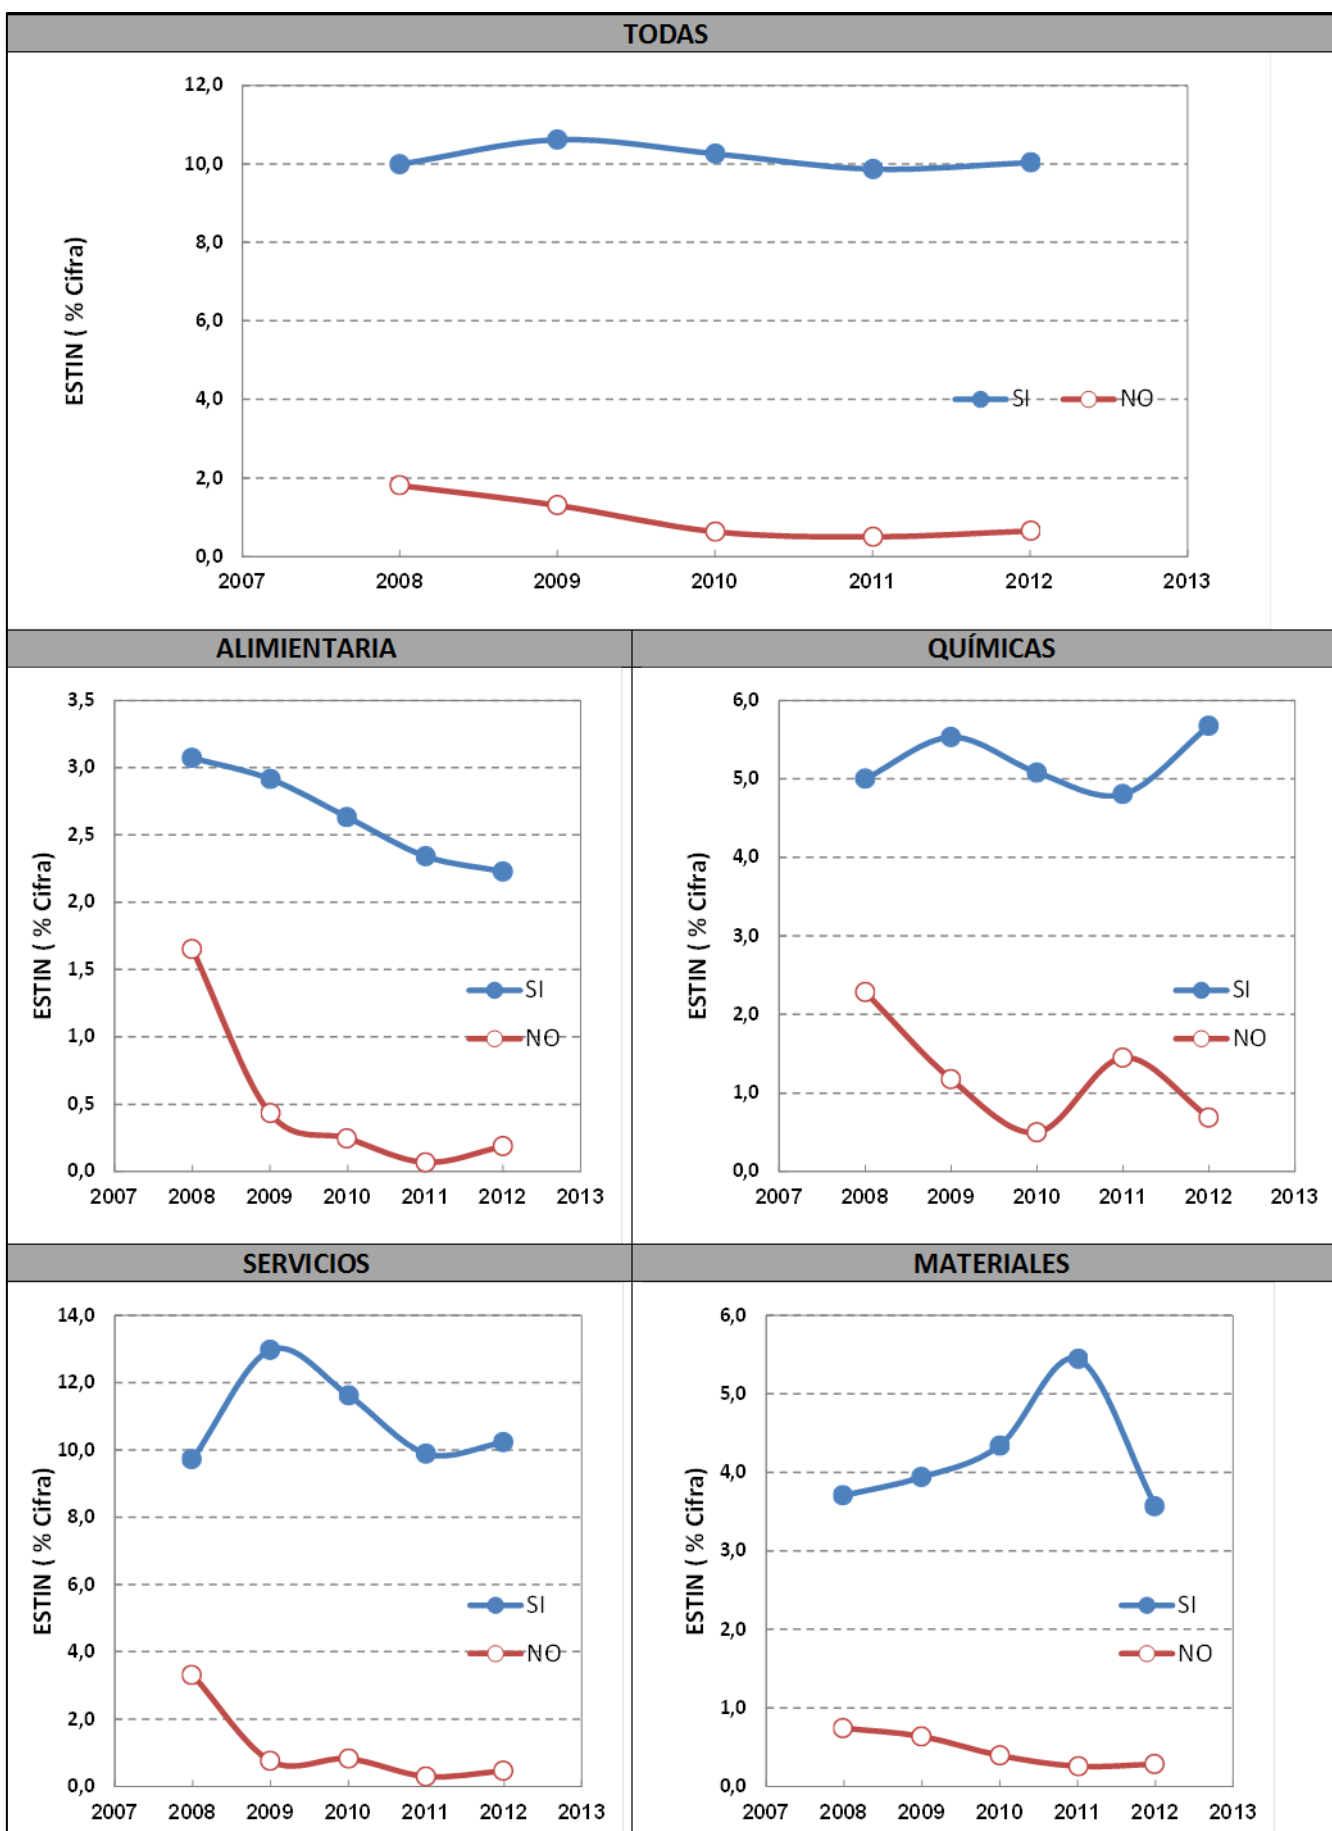 TODAS
12,0
10,0
8,0
6,0
4,0
2,0
0,0
ESTIN ( % Cifra)
SI NO
2007 2008 2009 2010 2011 2012 2013
ALIMIENTARIA
3,5
3,0
2,5
2,0
1,5
1,0
0,5
0,0
ESTIN ( % Cifra)
SI
NO
2007 2008 2009 2010 2011 2012 2013
QUÍMICAS
6,0
5,0
4,0
3,0
2,0
1,0
0,0
ESTIN ( % Cifra)
SI
NO
2007 2008 2009 2010 2011 2012 2013
SERVICIOS
14,0
12,0
10,0
8,0
6,0
4,0
2,0
0,0
ESTIN ( % Cifra)
SI
NO
2007 2008 2009 2010 2011 2012 2013
MATERIALES
6,0
5,0
4,0
3,0
2,0
1,0
0,0
ESTIN ( % Cifra)
SI
NO
2007 2008 2009 2010 2011 2012 2013